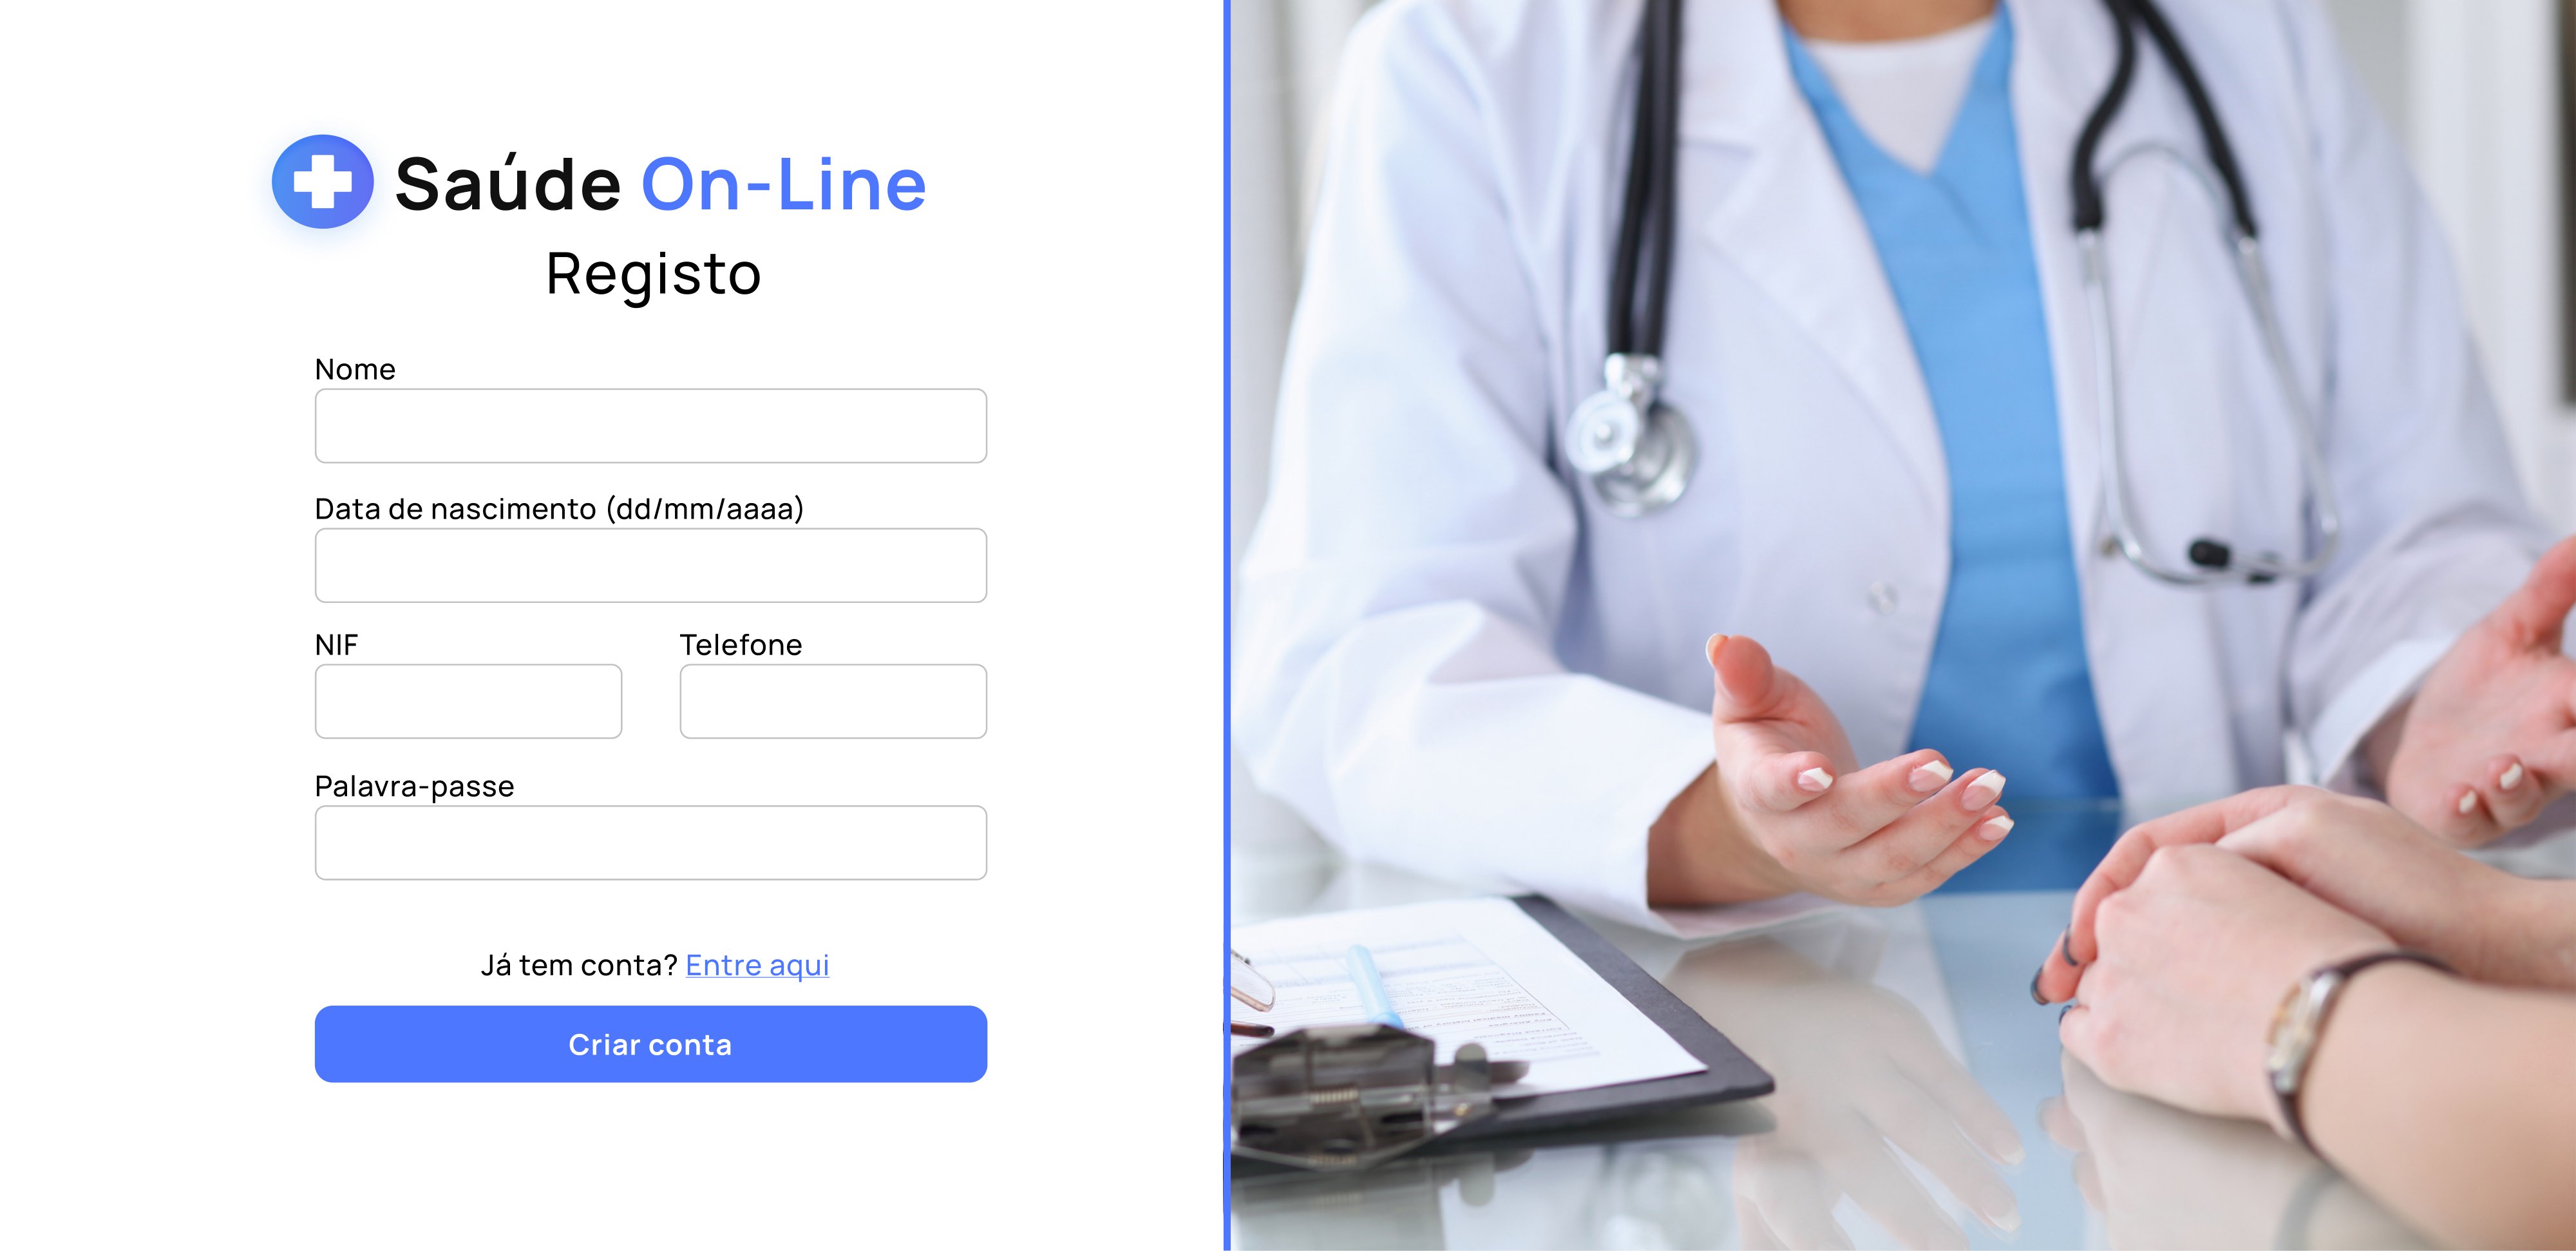 Saúde On-Line
Registo
Nome
Data de nascimento (dd/mm/aaaa)
NIF
Telefone
Palavra-passe
Já tem conta? Entre aqui
Criar conta